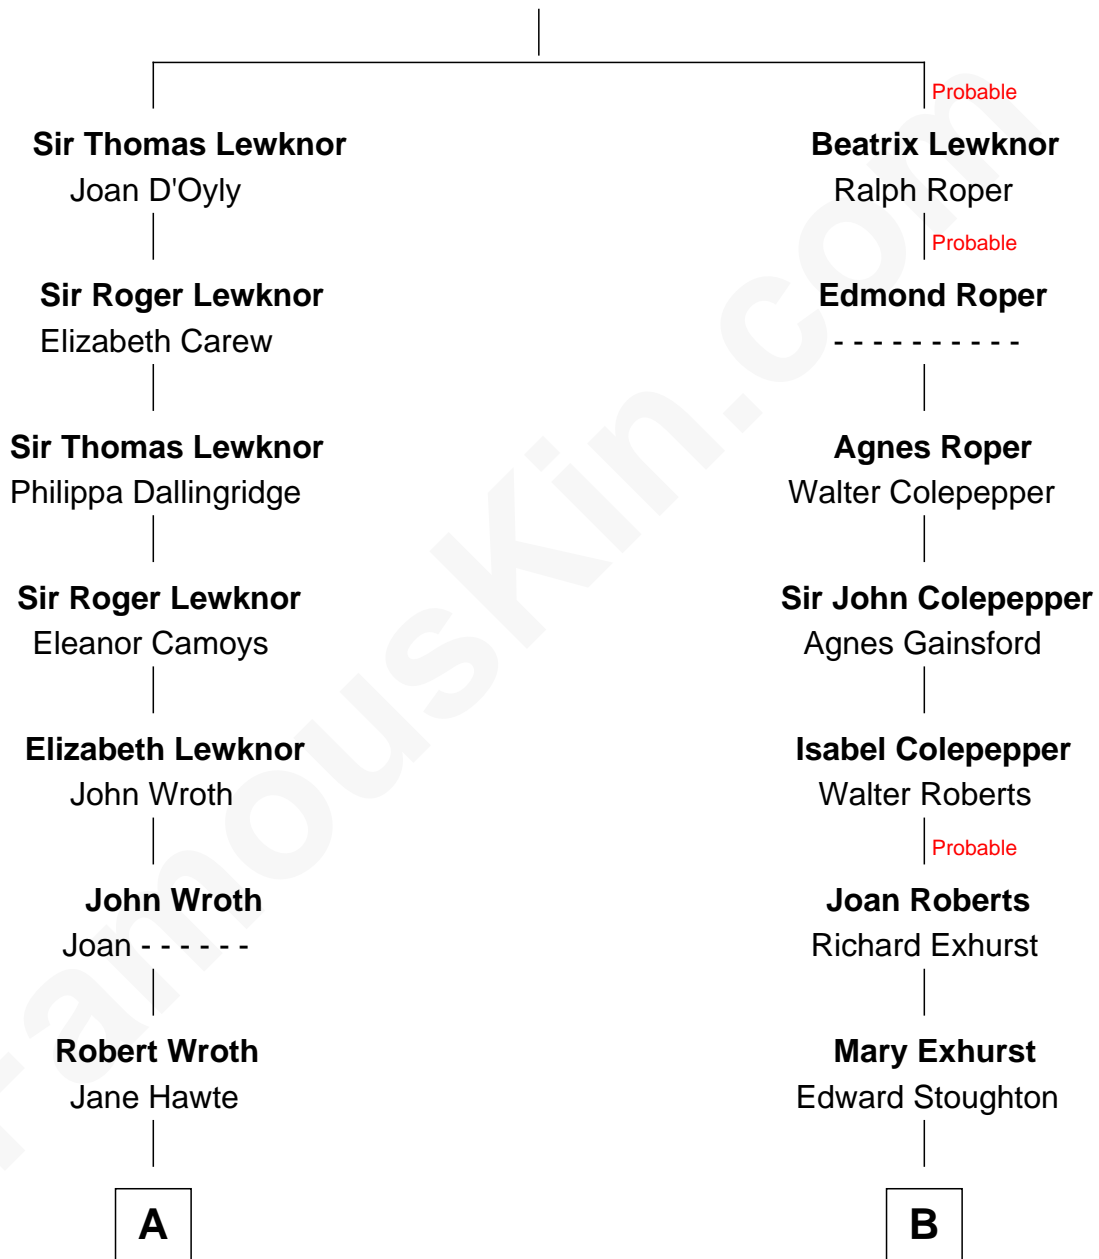 Probable
Sir Thomas Lewknor
Joan D'Oyly
Beatrix Lewknor
Ralph Roper
Probable
Sir Roger Lewknor
Elizabeth Carew
Edmond Roper
- - - - - - - - - -
Sir Thomas Lewknor
Philippa Dallingridge
Agnes Roper
Walter Colepepper
Sir Roger Lewknor
Eleanor Camoys
Sir John Colepepper
Agnes Gainsford
Elizabeth Lewknor
John Wroth
Isabel Colepepper
Walter Roberts
Probable
John Wroth
Joan - - - - - -
Joan Roberts
Richard Exhurst
Robert Wroth
Jane Hawte
Mary Exhurst
Edward Stoughton
A
B
FamousKin.com